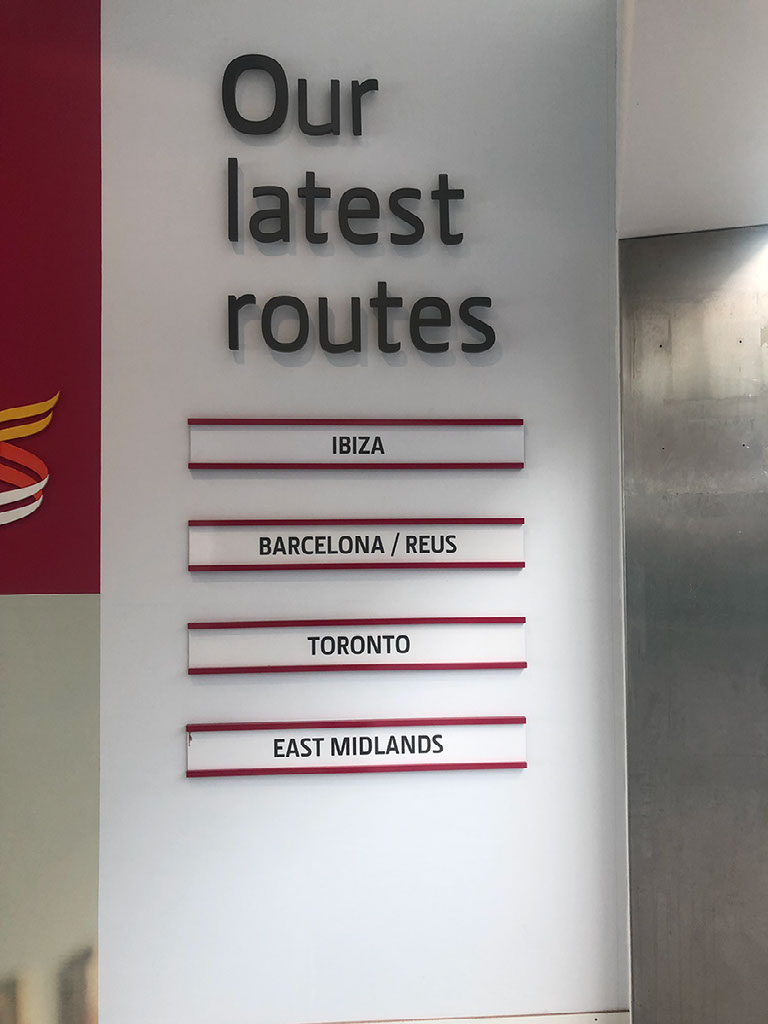 Our
latest
routes
IBIZA
BARCELONA / REUS
TORONTO
EAST MIDLANDS